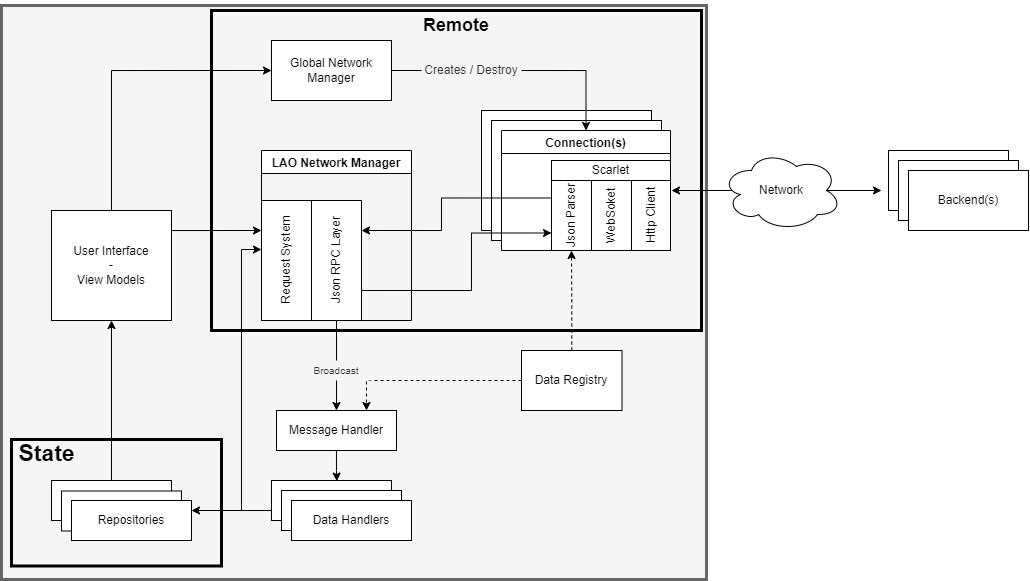 Remote
Global Network
Manager
Creates / Destroy
Connection(s)
Scarlet
Json Parser
WebSoket
Http Client
LAO Network Manager
Request System
Json RPC Layer
Network
Backend(s)
User Interface
-
View Models
Broadcast
Data Registry
Message Handler
State
Repositories
Data Handlers